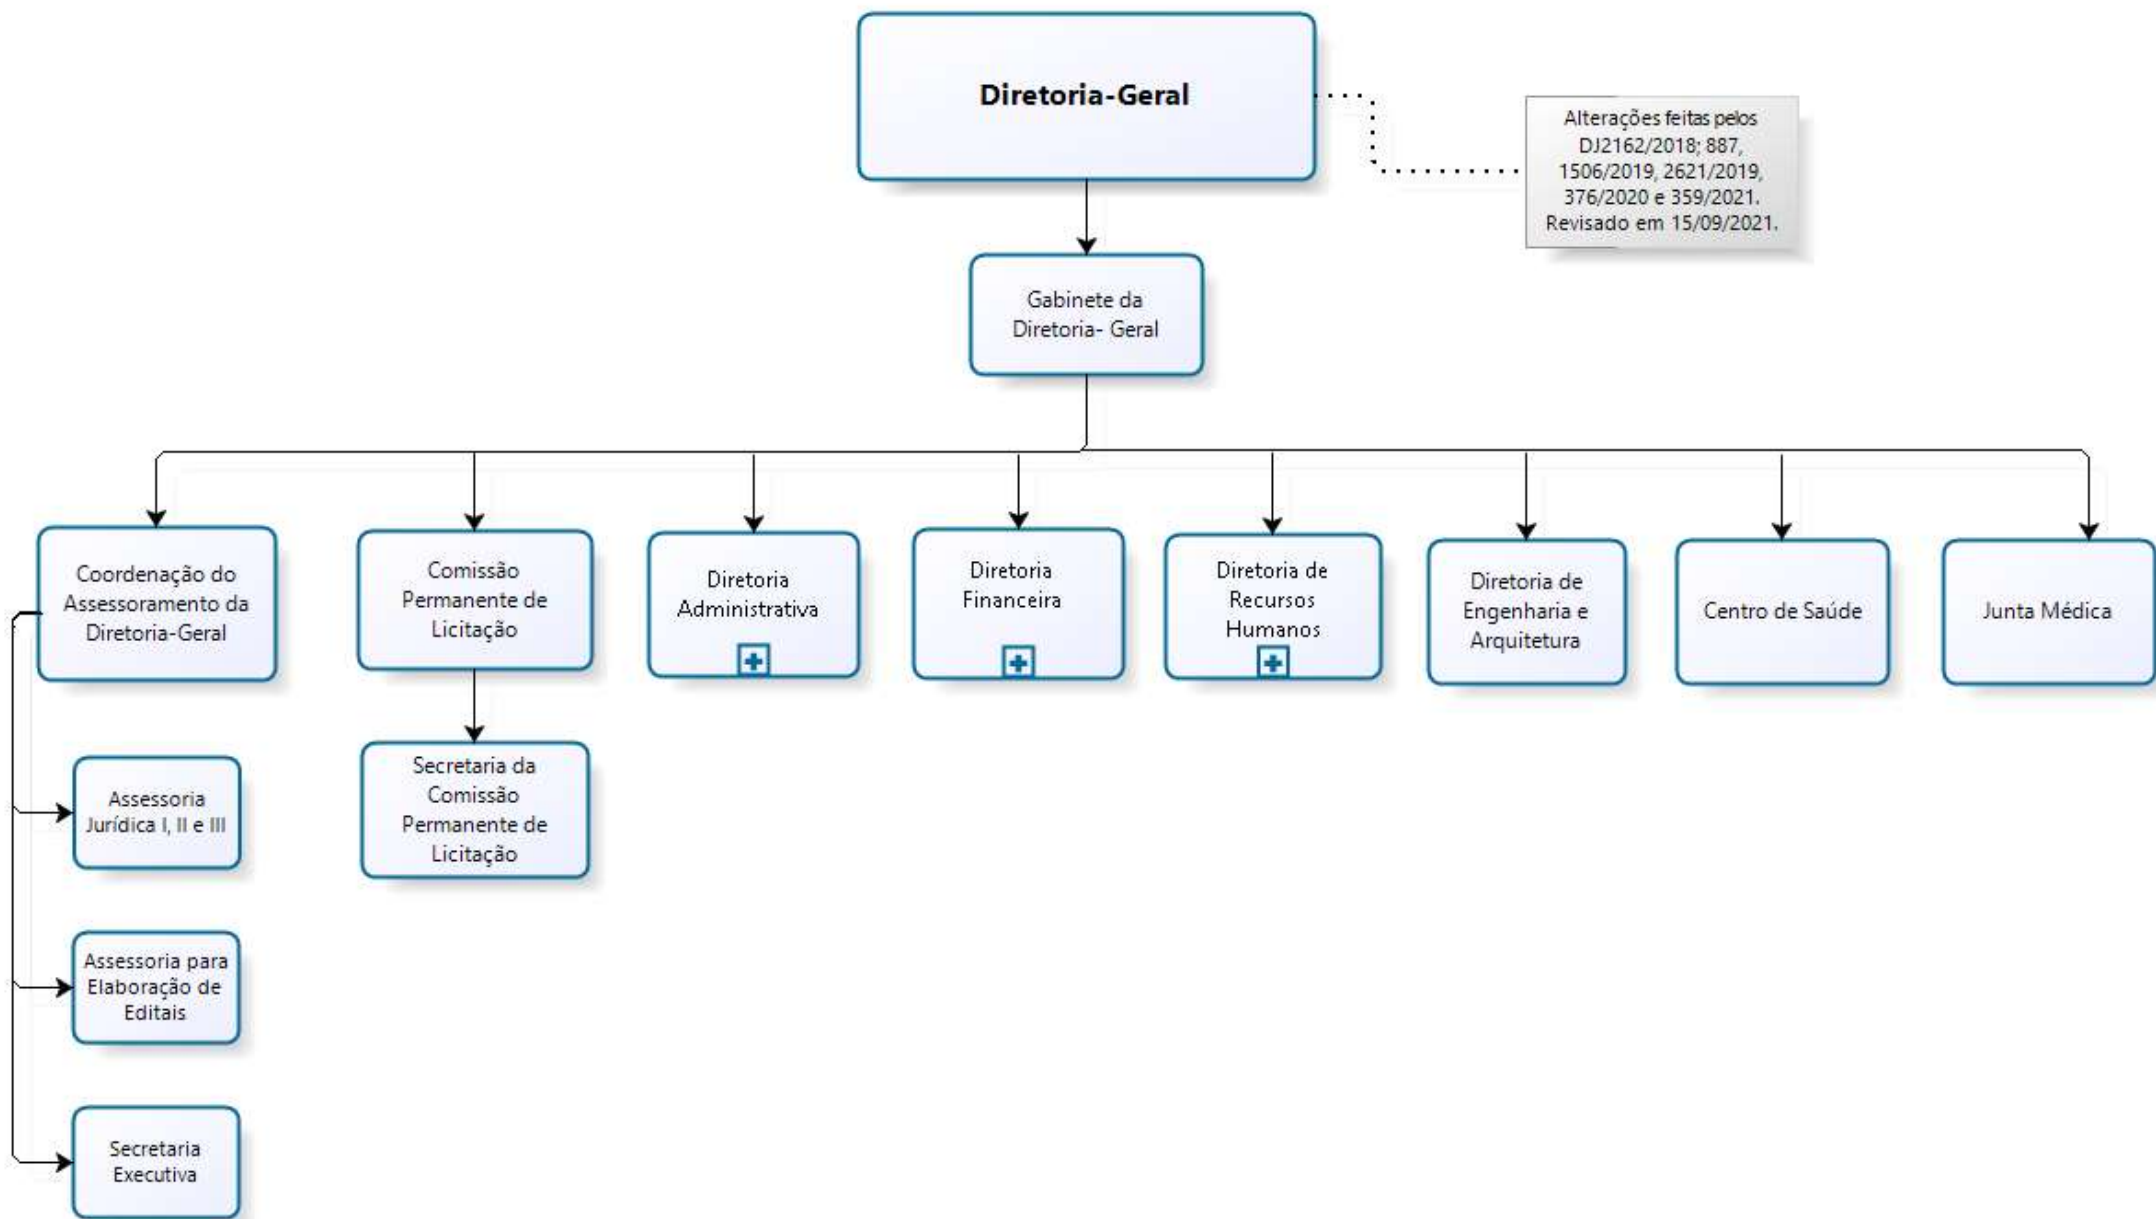 Diretoria-Geral
Alterações feitas pelos
DJ2162/2018; 887,
1506/2019, 2621/2019,
376/2020 e 359/2021.
Revisado em 15/09/2021.
Gabinete da
Diretoria- Geral
Coordenação do
Assessoramento da
Diretoria-Geral
Comissão
Permanente de
Licitação
Diretoria
Administrativa
Diretoria
Financeira
Diretoria de
Recursos
Humanos
Diretoria de
Engenharia e
Arquitetura
Centro de Saúde
Junta Médica
Assessoria
Jurídica I, II e III
Secretaria da
Comissão
Permanente de
Licitação
Assessoria para
Elaboração de
Editais
Secretaria
Executiva